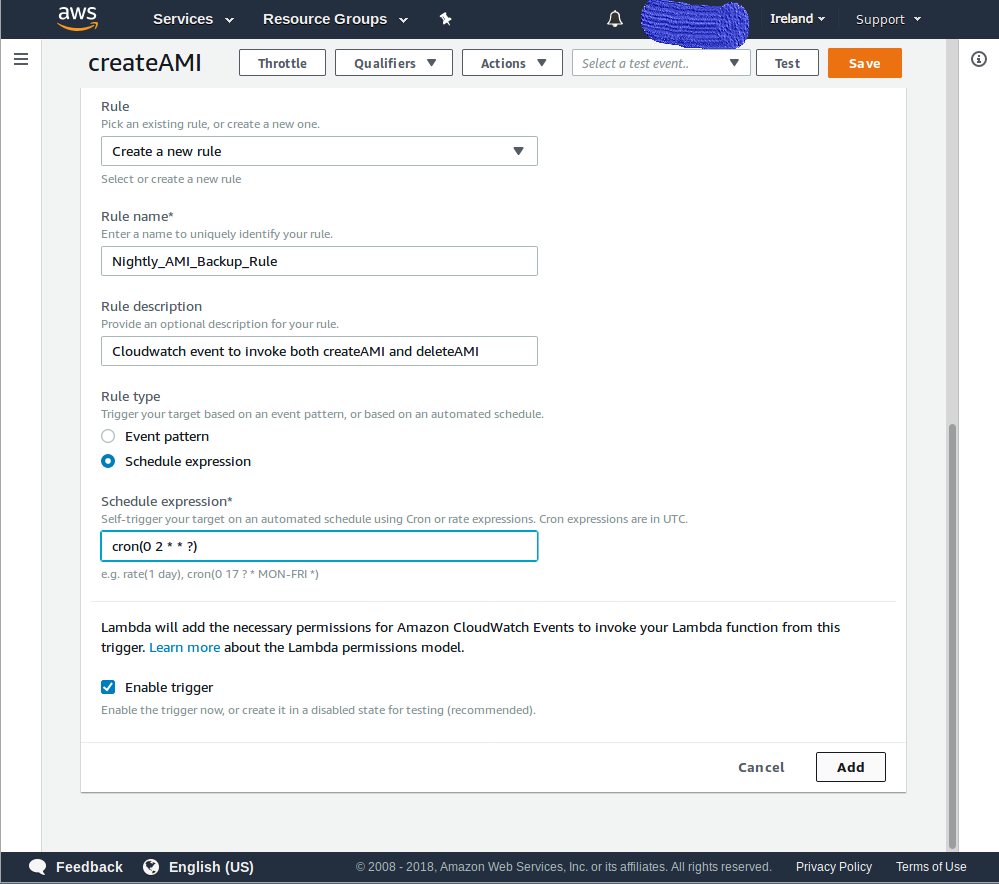 aws Services Resource Groups Ireland Support
createAMI Throttle Qualifiers Actions Select a test event.. Test Save
Rule
Pick an existing rule, or create a new one.
Create a new rule
Select or create a new rule
Rule name*
Enter a name to uniquely identify your rule.
Nightly_AMI_Backup_Rule
Rule description
Provide an optional description for your rule.
Cloudwatch event to invoke both createAMI and deleteAMI
Rule type
Trigger your target based on an event pattern, or based on an automated schedule.
Event pattern
Schedule expression
Schedule expression*
Self-trigger your target on an automated schedule using Cron or rate expressions. Cron expressions are in UTC.
cron(0 2 * * ?)
e.g. rate(1 day), cron(0 17 ? * MON-FRI *)
Lambda will add the necessary permissions for Amazon CloudWatch Events to invoke your Lambda function from this
trigger. Learn more about the Lambda permissions model.
Enable trigger
Enable the trigger now, or create it in a disabled state for testing (recommended).
Cancel Add
Feedback English (US) © 2008 - 2018, Amazon Web Services, Inc. or its affiliates. All rights reserved. Privacy Policy Terms of Use